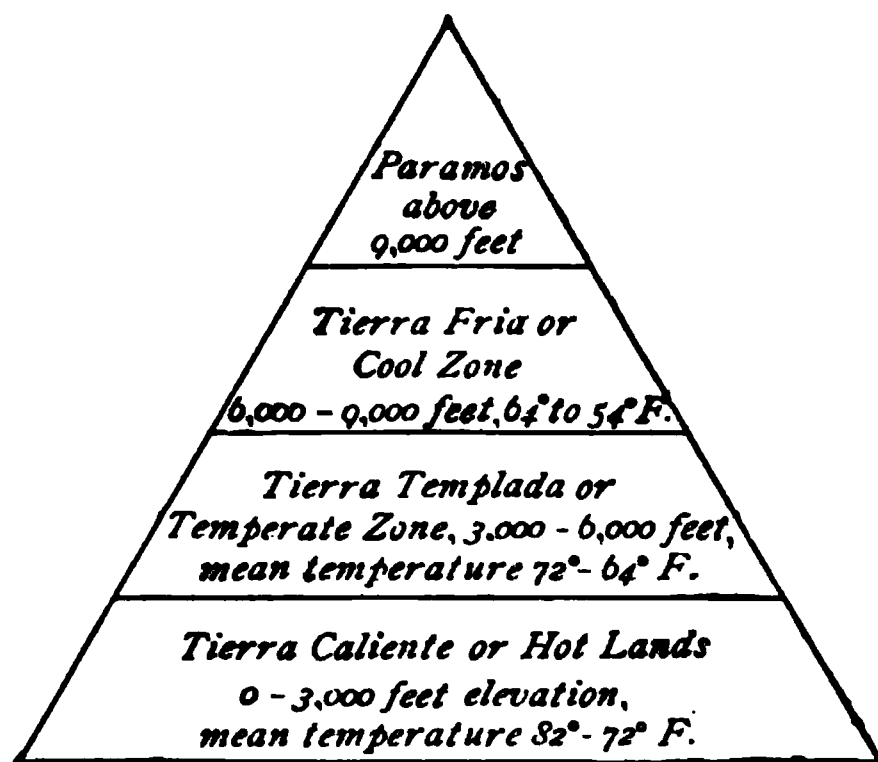 Paramos
above
9,000 feet
Tierra Fria or
Cool Zone
6,000 - 9,000 feet, 64° to 54° F.
Tierra Templada or
Temperate Zone, 3.000 - 6,000 feet,
mean temperature 72° - 64° F.
Tierra Caliente or Hot Lands
0 - 3,000 feet elevation,
mean temperature 82° - 72° F.